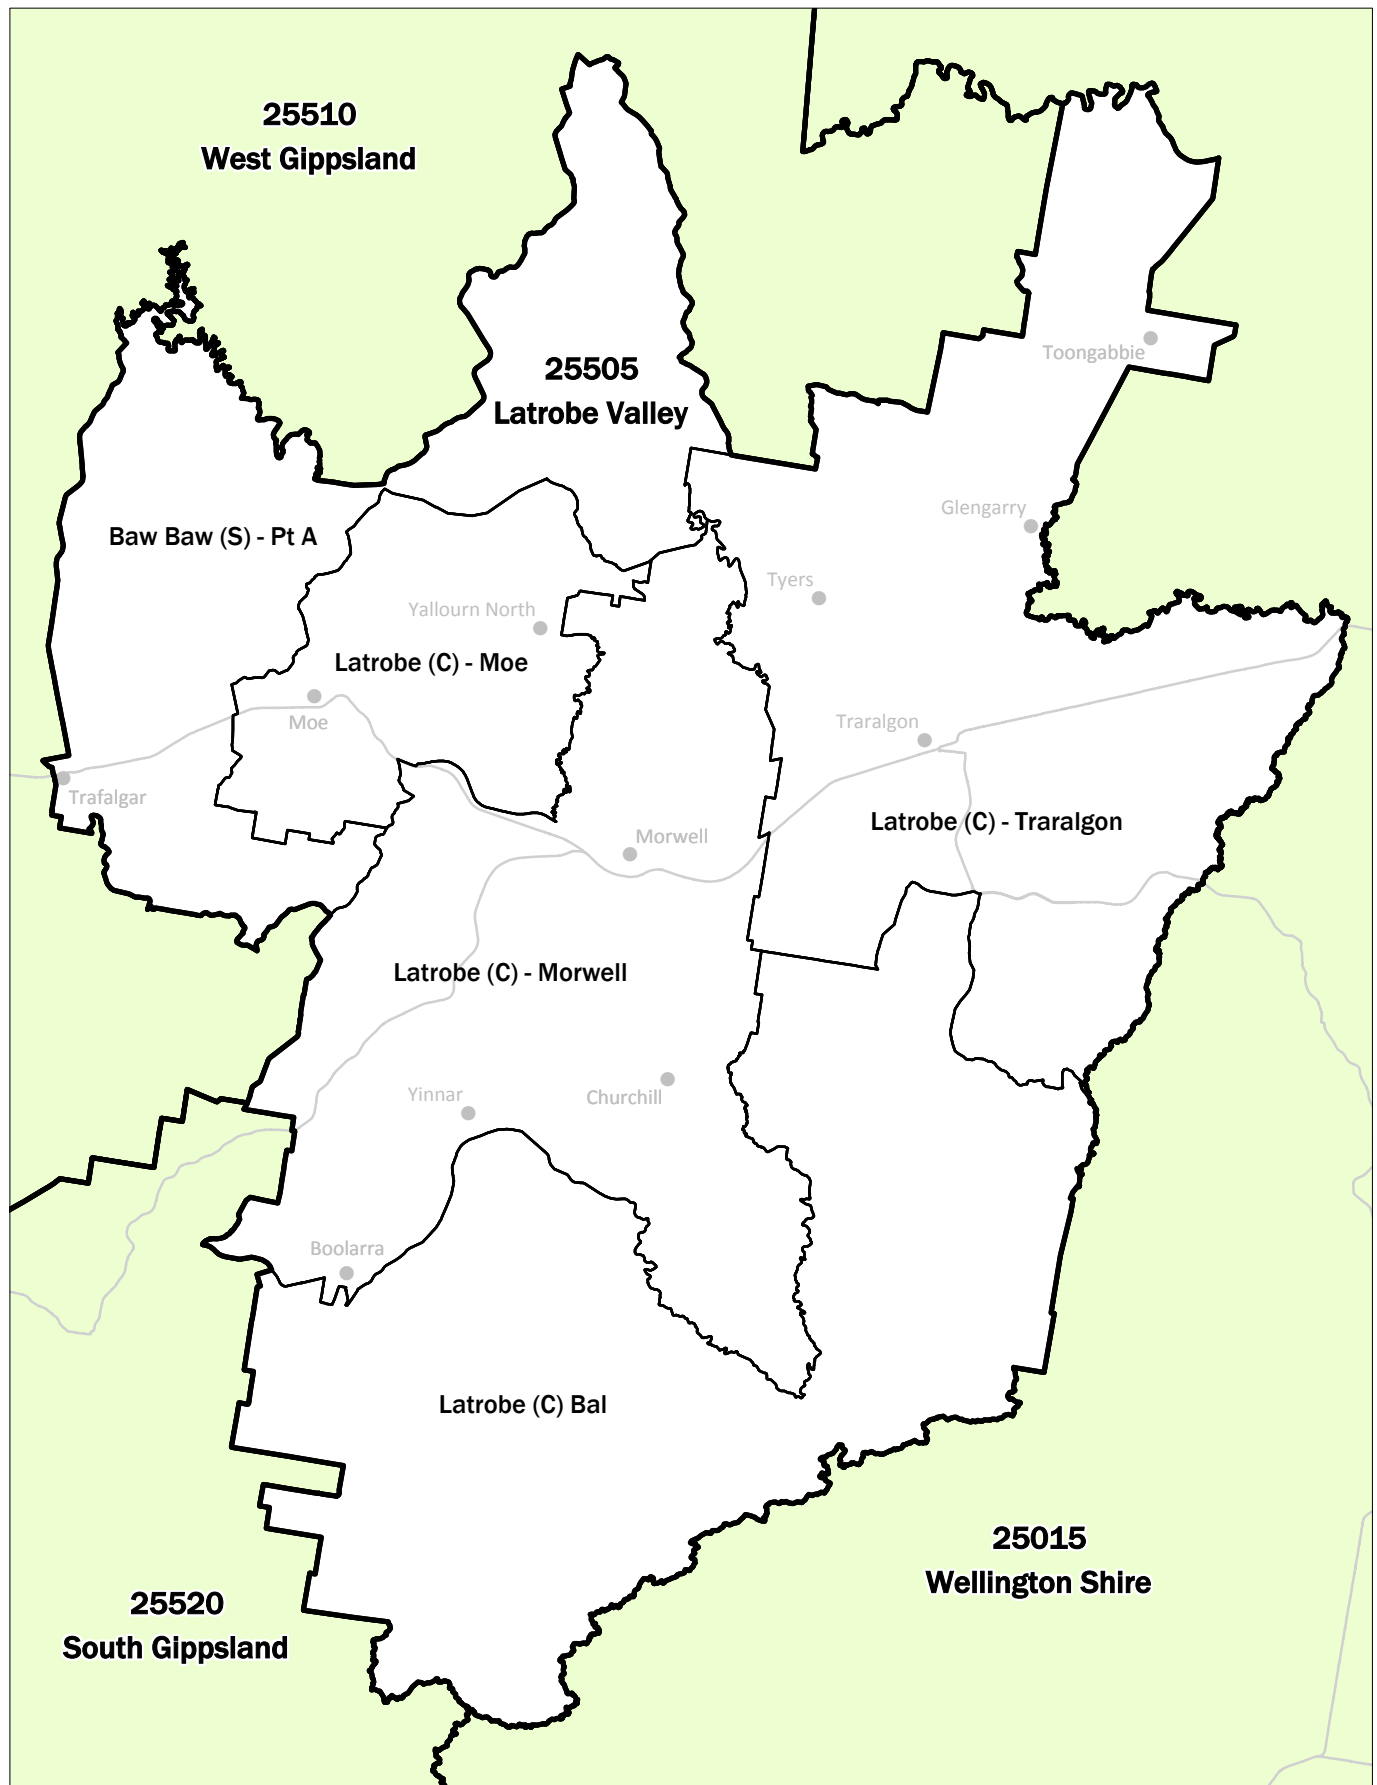 25510
West Gippsland
25505
Latrobe Valley
Toongabbie
Glengarry
Baw Baw (S) - Pt A
Tyers
Yallourn North
Latrobe (C) - Moe
Moe
Traralgon
Trafalgar
Latrobe (C) - Traralgon
Morwell
Latrobe (C) - Morwell
Yinnar
Churchill
Boolarra
Latrobe (C) Bal
25015
Wellington Shire
25520
South Gippsland